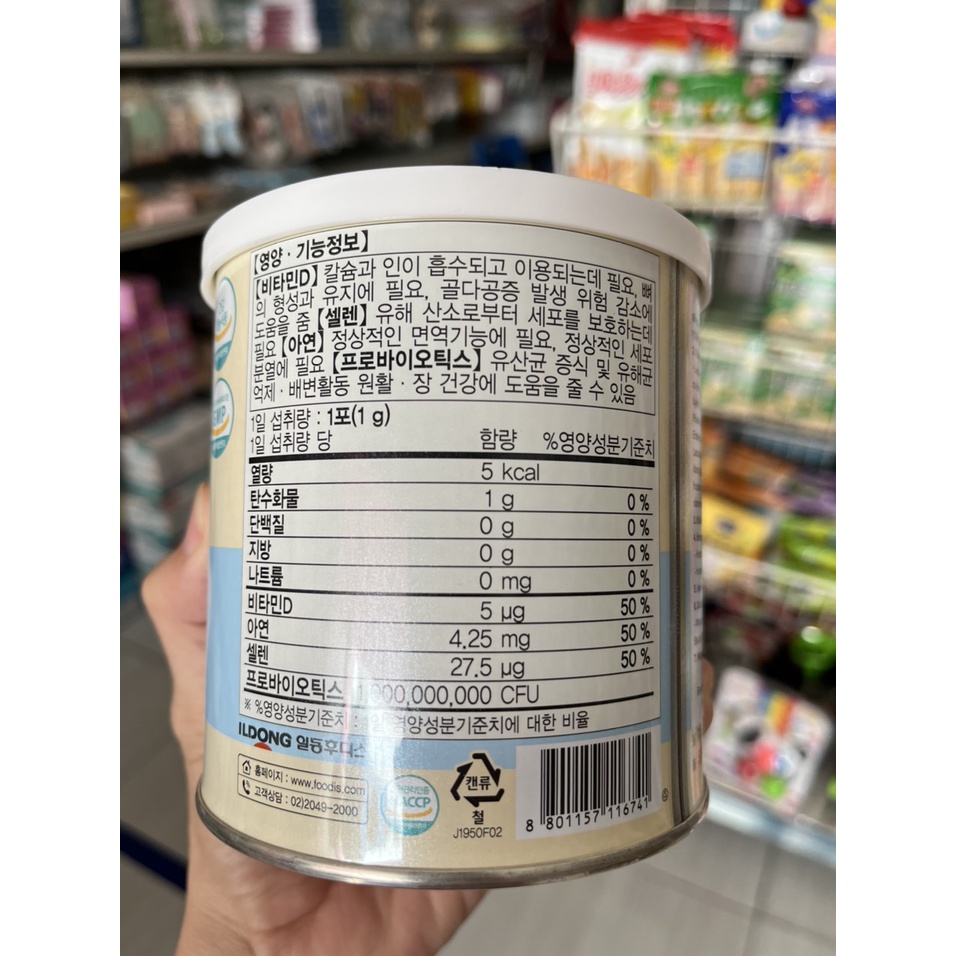 【영양 · 기능정보】
【비타민D】 칼슘과 인이 흡수되고 이용되는데 필요, 뼈
의 형성과 유지에 필요, 골다공증 발생 위험 감소에
도움을 줌 【셀렌】 유해 산소로부터 세포를 보호하는데
필요 【아연】 정상적인 면역기능에 필요, 정상적인 세포
분열에 필요 【프로바이오틱스】 유산균 증식 및 유해균
억제 · 배변활동 원활 · 장 건강에 도움을 줄 수 있음
1일 섭취량 : 1포(1 g)
1일 섭취량 당 함량 %영양성분기준치
열량 5 kcal
탄수화물 1 g 0 %
단백질 0 g 0 %
지방 0 g 0 %
나트륨 0 mg 0 %
비타민D 5 µg 50 %
아연 4.25 mg 50 %
셀렌 27.5 µg 50 %
프로바이오틱스 1,000,000,000 CFU
※ %영양성분기준치 : 1일 영양성분기준치에 대한 비율
ILDONG 일동후디스
홈페이지 : www.foodis.com
고객상담 : 02)2049-2000
HACCP
캔류
철
J1950F02
8 801157 116741
GMP